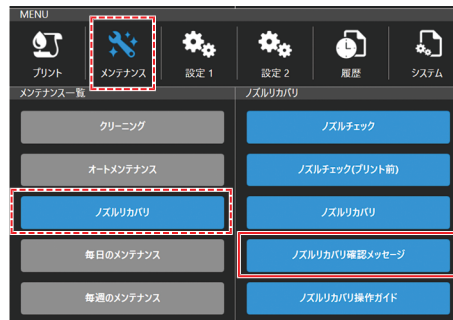 MENU
プリント
メンテナンス
設定 1
設定 2
履歴
システム
メンテナンス一覧
ノズルリカバリ
クリーニング
ノズルチェック
オートメンテナンス
ノズルチェック(プリント前)
ノズルリカバリ
ノズルリカバリ
毎日のメンテナンス
ノズルリカバリ確認メッセージ
毎週のメンテナンス
ノズルリカバリ操作ガイド